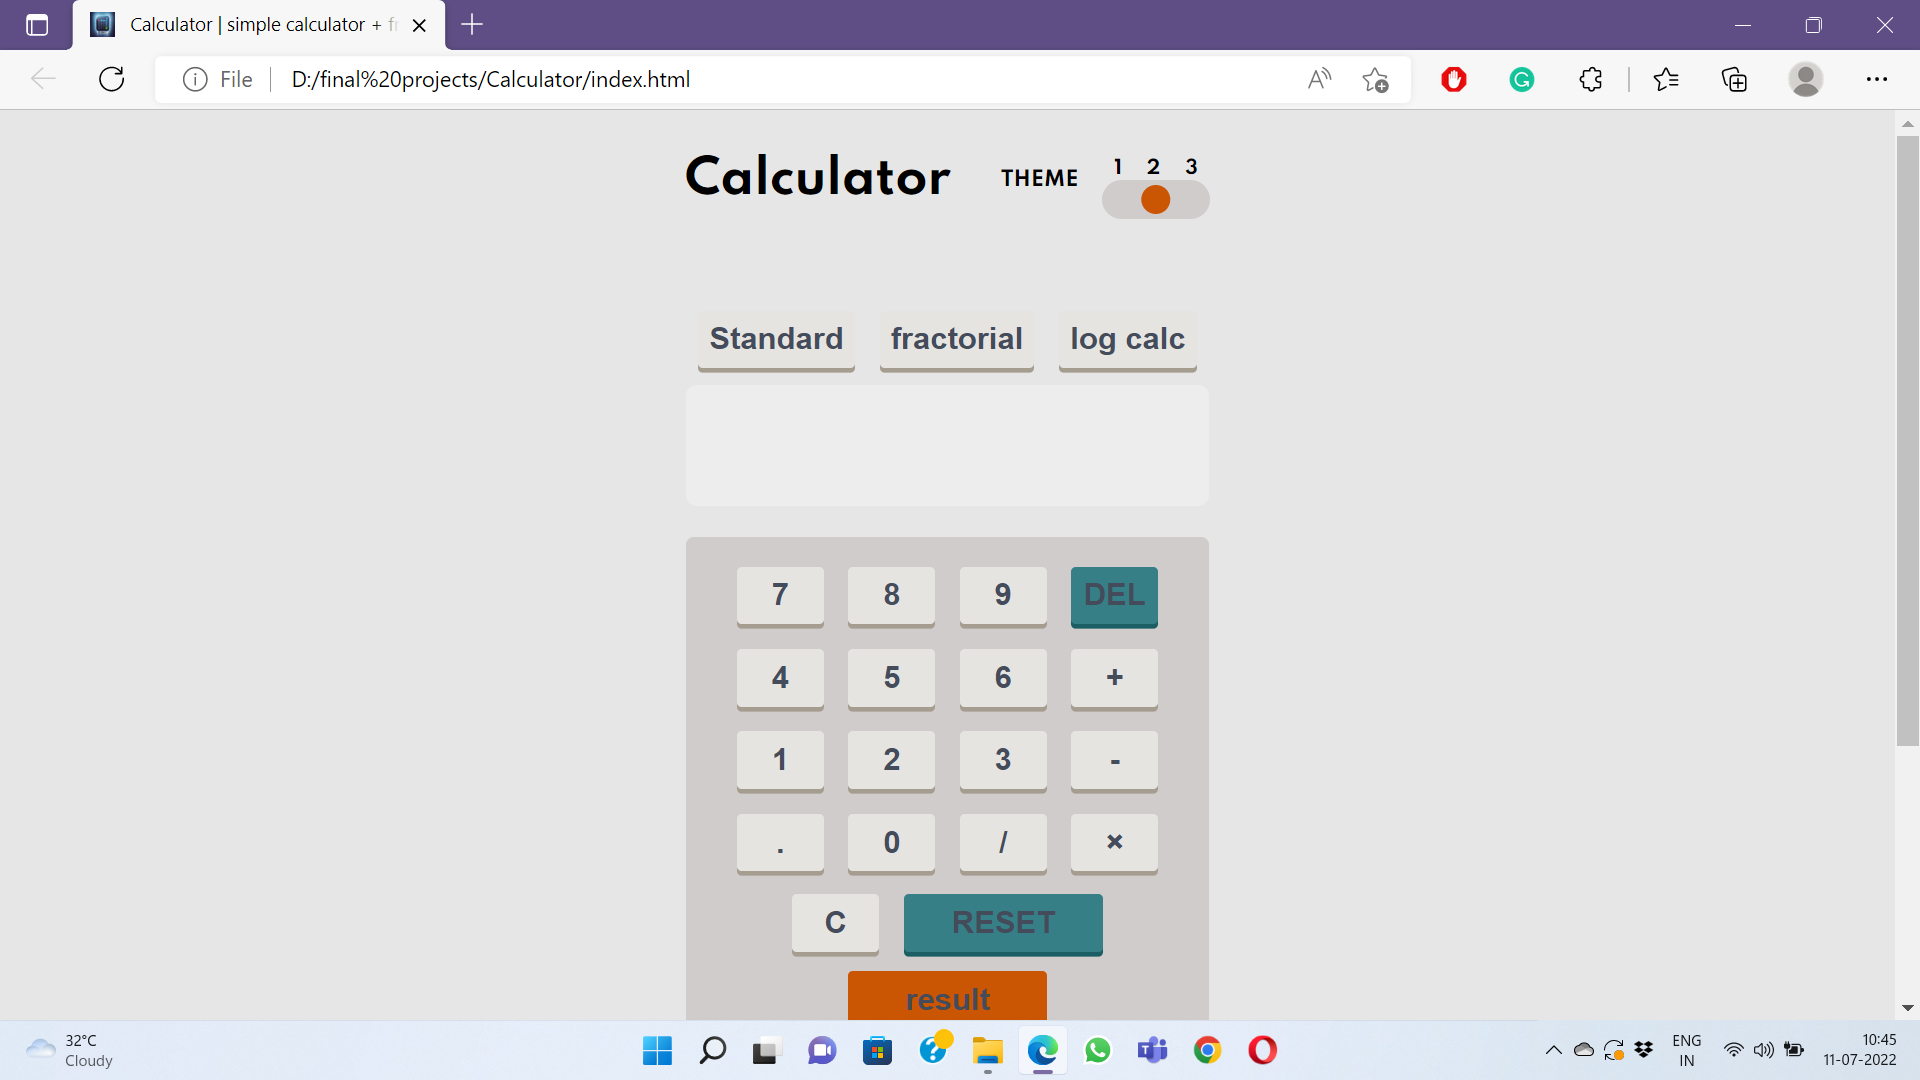 Calculator | simple calculator + fr
File
D:/final%20projects/Calculator/index.html
Calculator
THEME
1 2 3
Standard fractorial log calc
7 8 9 DEL
4 5 6 +
1 2 3 -
. 0 / ×
C RESET
result
32°C
Cloudy
ENG
IN
10:45
11-07-2022